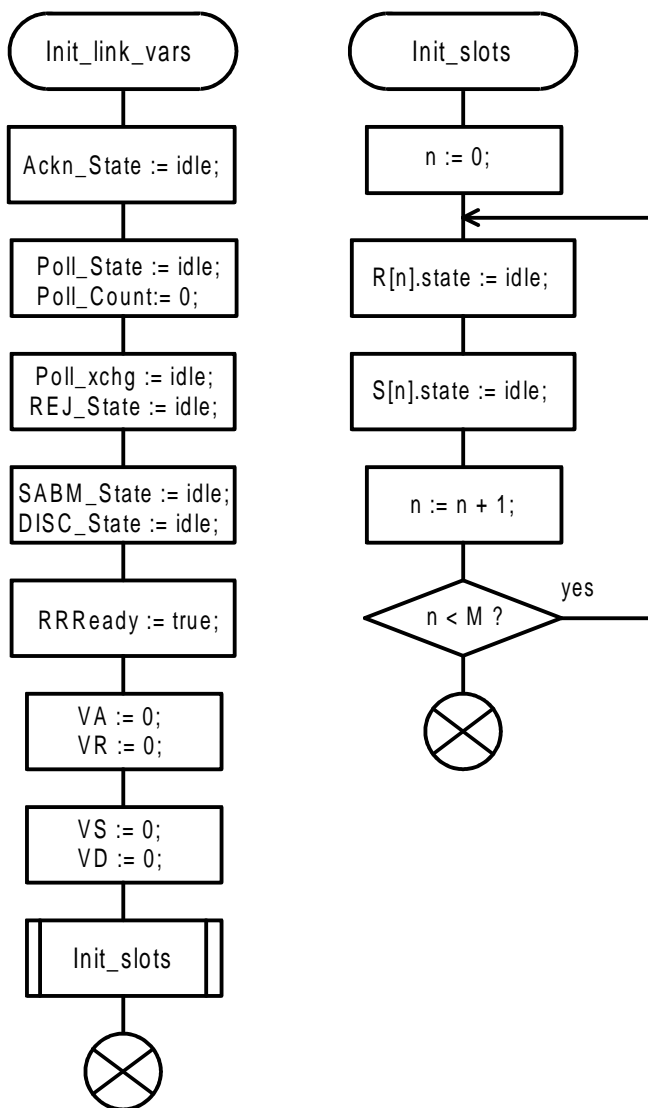 Init_link_vars
Ackn_State := idle;
Poll_State := idle;
Poll_Count:= 0;
Poll_xchg := idle;
REJ_State := idle;
SABM_State := idle;
DISC_State := idle;
RRReady := true;
VA := 0;
VR := 0;
VS := 0;
VD := 0;
Init_slots
Init_slots
n := 0;
R[n].state := idle;
S[n].state := idle;
n := n + 1;
n < M ?
yes